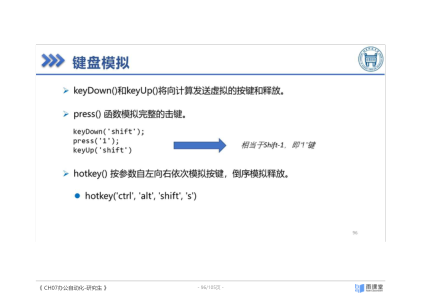 键盘模拟
keyDown()和keyUp()将向计算发送虚拟的按键和释放。
press() 函数模拟完整的击键。
keyDown('shift');
press('1');
keyUp('shift')
相当于Shift-1，即'!'键
hotkey() 按参数自左向右依次模拟按键，倒序模拟释放。
hotkey('ctrl', 'alt', 'shift', 's')
96
《 CH07办公自动化-研究生 》
- 96/103页 -
雨课堂